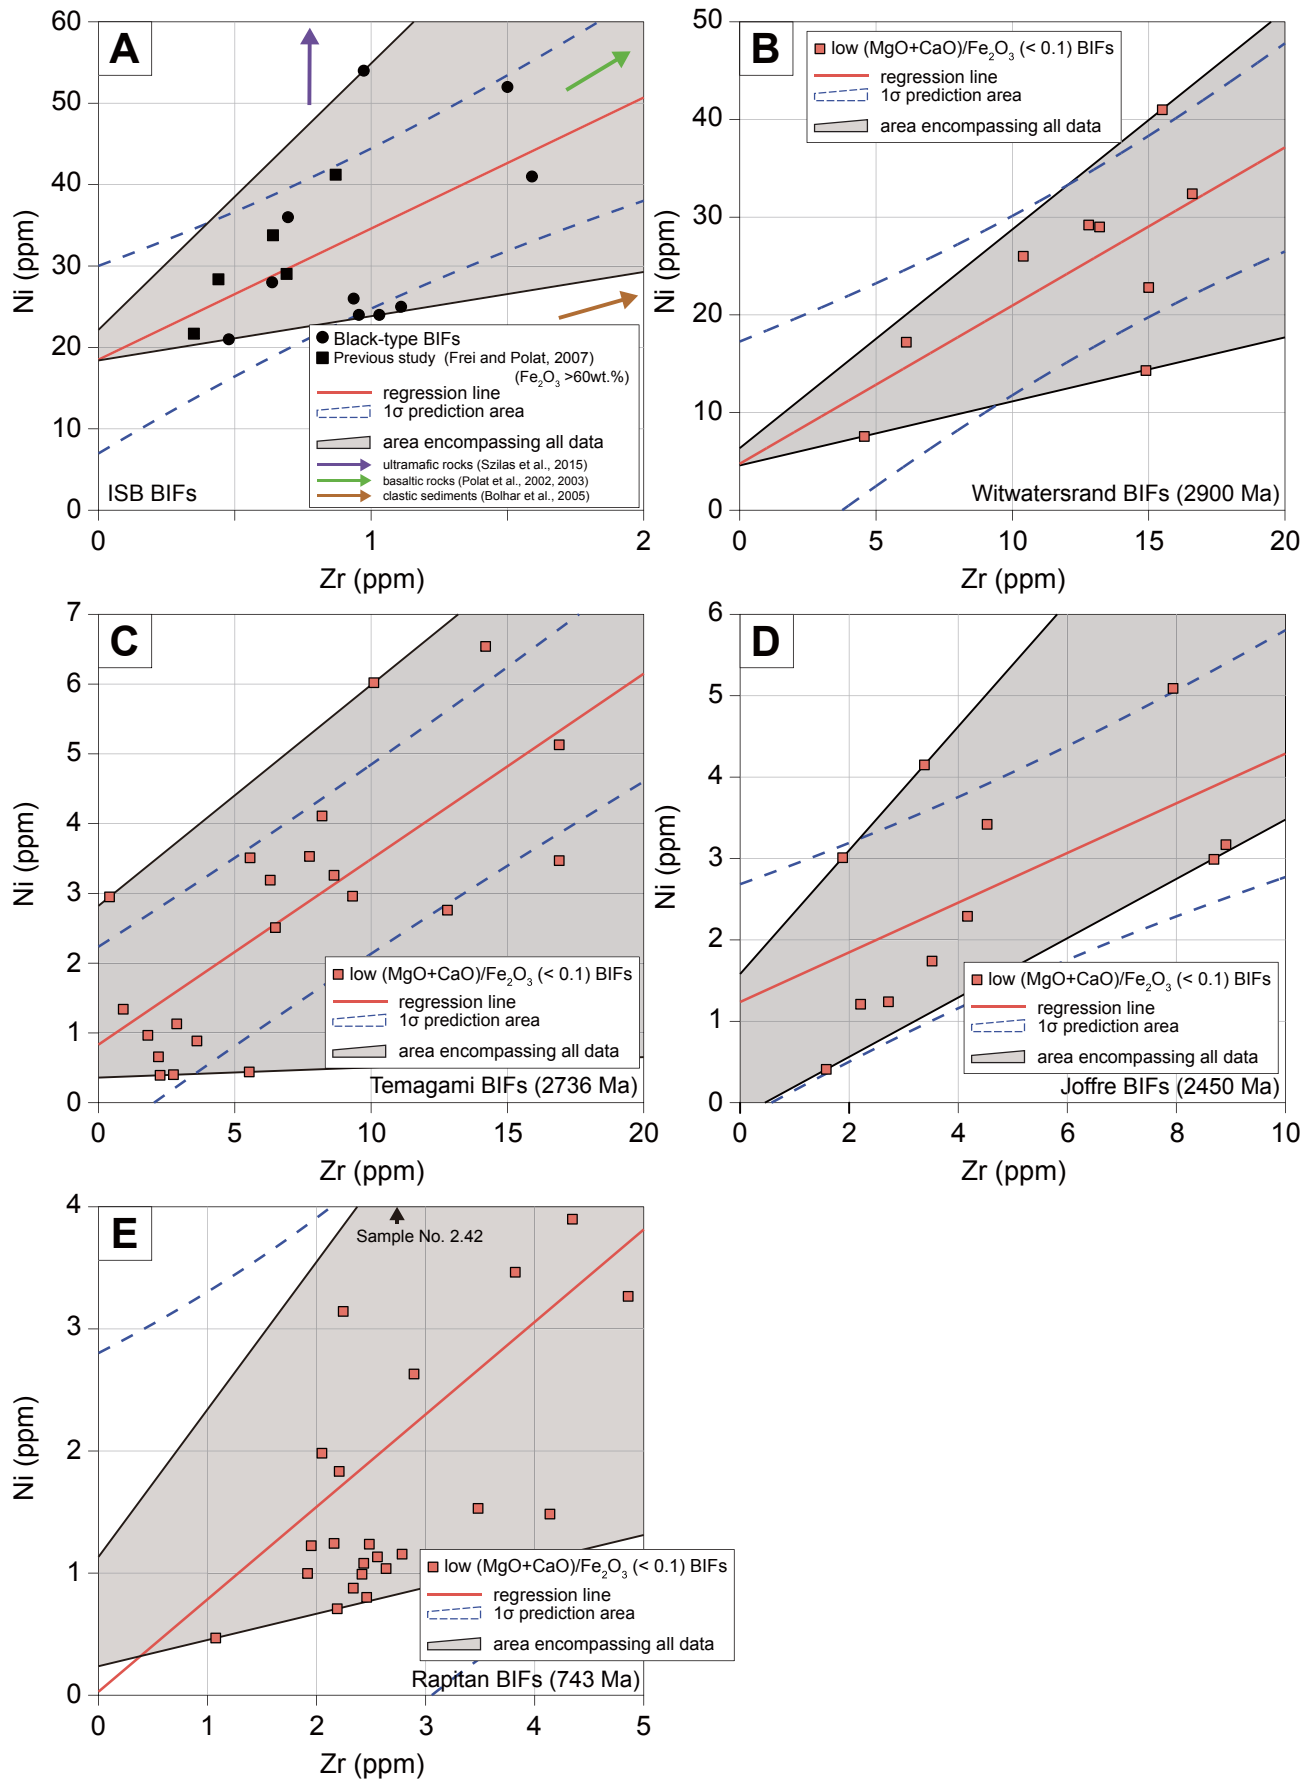 A
60
50
40
30
20
10
0
Ni (ppm)
0
1
2
Zr (ppm)
Black-type BIFs
Previous study (Frei and Polat, 2007)
(Fe₂O₃ >60wt.%)
regression line
1σ prediction area
area encompassing all data
ultramafic rocks (Szilas et al., 2015)
basaltic rocks (Polat et al., 2002, 2003)
clastic sediments (Bolhar et al., 2005)
ISB BIFs
B
50
40
30
20
10
0
Ni (ppm)
0
5
10
15
20
Zr (ppm)
low (MgO+CaO)/Fe₂O₃ (< 0.1) BIFs
regression line
1σ prediction area
area encompassing all data
Witwatersrand BIFs (2900 Ma)
C
7
6
5
4
3
2
1
0
Ni (ppm)
0
5
10
15
20
Zr (ppm)
low (MgO+CaO)/Fe₂O₃ (< 0.1) BIFs
regression line
1σ prediction area
area encompassing all data
Temagami BIFs (2736 Ma)
D
6
5
4
3
2
1
0
Ni (ppm)
0
2
4
6
8
10
Zr (ppm)
low (MgO+CaO)/Fe₂O₃ (< 0.1) BIFs
regression line
1σ prediction area
area encompassing all data
Joffre BIFs (2450 Ma)
E
4
3
2
1
0
Ni (ppm)
0
1
2
3
4
5
Zr (ppm)
Sample No. 2.42
low (MgO+CaO)/Fe₂O₃ (< 0.1) BIFs
regression line
1σ prediction area
area encompassing all data
Rapitan BIFs (743 Ma)